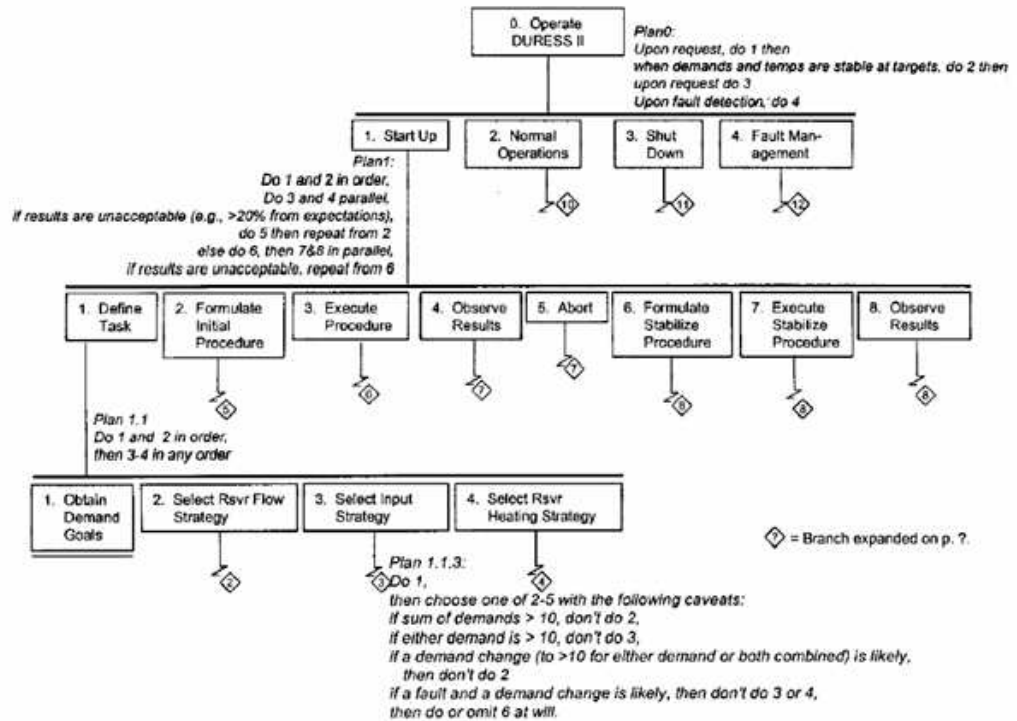 0. Operate
DURESS II
Plan0:
Upon request, do 1 then
when demands and temps are stable at targets, do 2 then
upon request do 3
Upon fault detection, do 4
1. Start Up
2. Normal
Operations
3. Shut
Down
4. Fault Man-
agement
10
11
12
Plan1:
Do 1 and 2 in order,
Do 3 and 4 parallel,
if results are unacceptable (e.g., >20% from expectations),
do 5 then repeat from 2
else do 6, then 7&8 in parallel,
if results are unacceptable, repeat from 6
1. Define
Task
2. Formulate
Initial
Procedure
3. Execute
Procedure
4. Observe
Results
5. Abort
6. Formulate
Stabilize
Procedure
7. Execute
Stabilize
Procedure
8. Observe
Results
5
Plan 1.1
Do 1 and 2 in order,
then 3-4 in any order
1. Obtain
Demand
Goals
2. Select Rsvr Flow
Strategy
3. Select Input
Strategy
4. Select Rsvr
Heating Strategy
2
3
4
? = Branch expanded on p. ?.
Plan 1.1.3:
Do 1,
then choose one of 2-5 with the following caveats:
if sum of demands > 10, don't do 2,
if either demand is > 10, don't do 3,
if a demand change (to >10 for either demand or both combined) is likely,
then don't do 2
if a fault and a demand change is likely, then don't do 3 or 4,
then do or omit 6 at will.